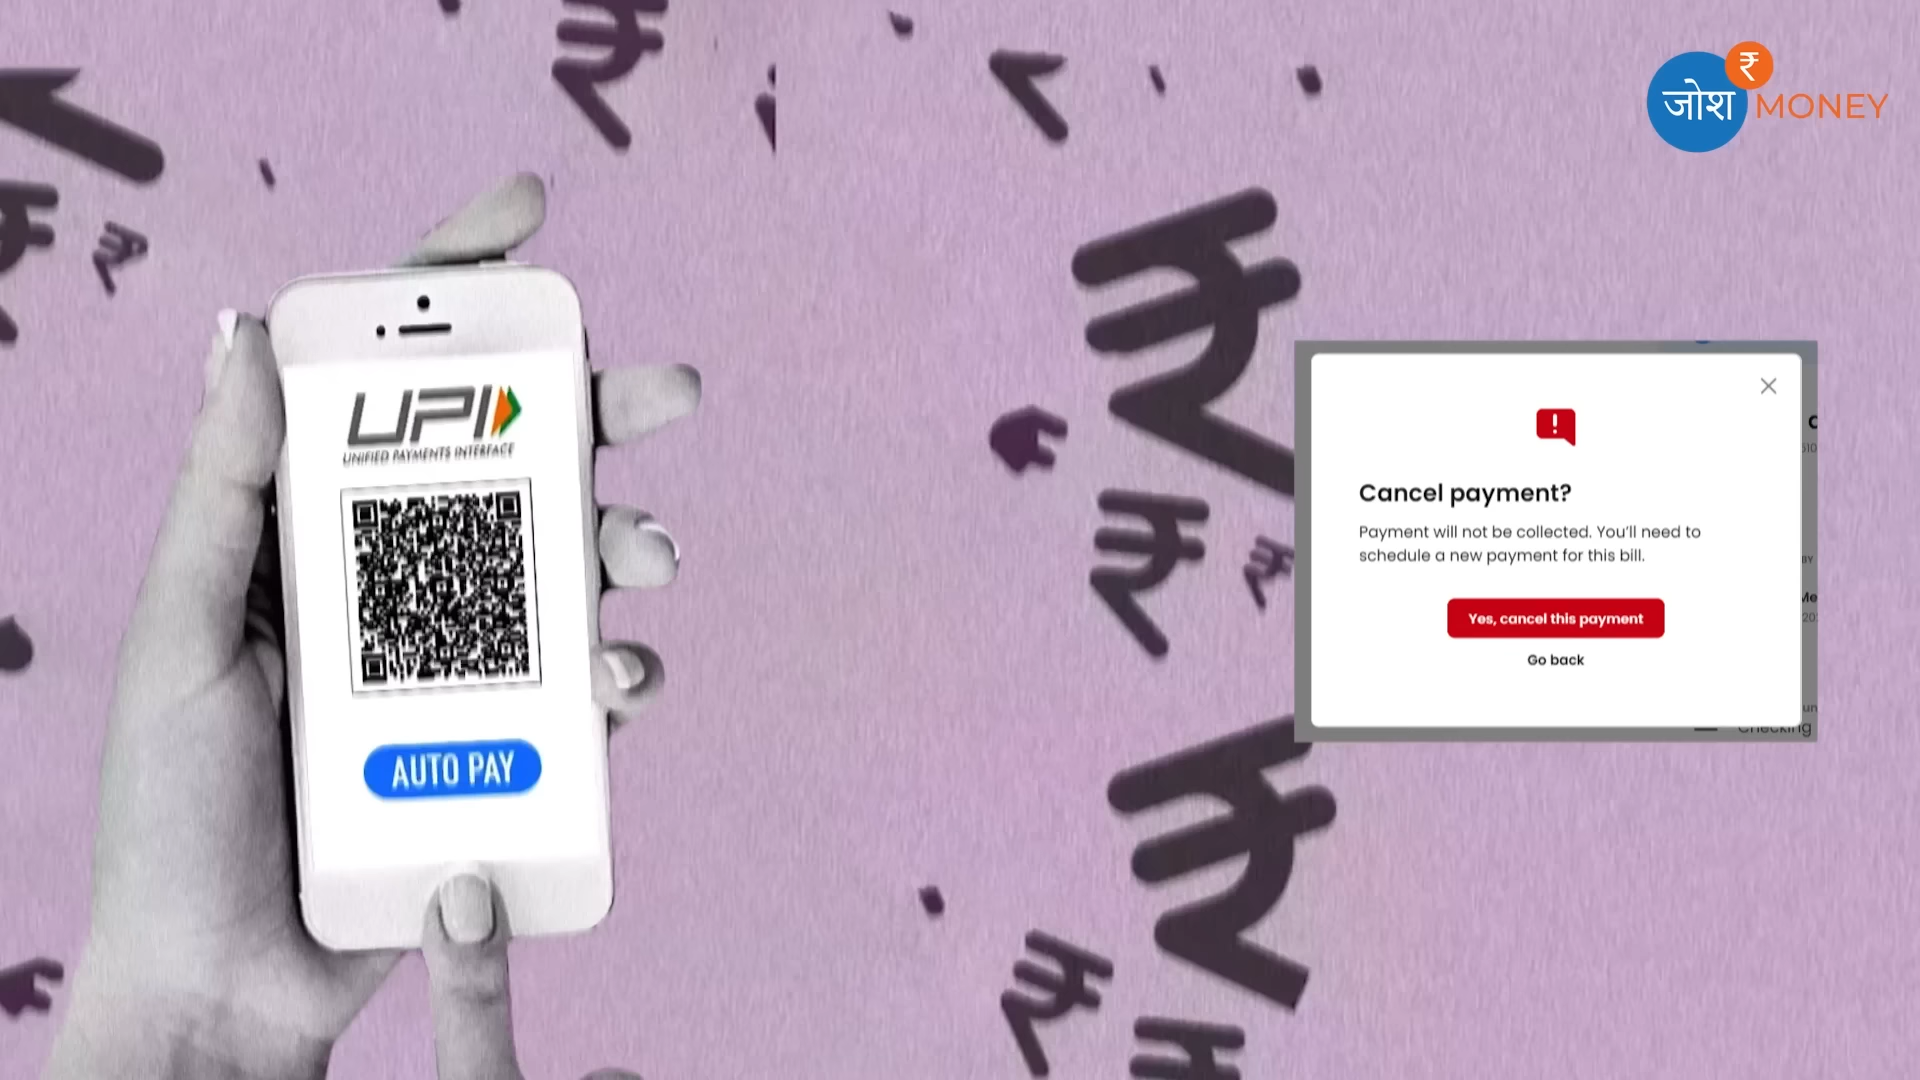 जोश
₹
MONEY
UPI
UNIFIED PAYMENTS INTERFACE
AUTO PAY
Cancel payment?
Payment will not be collected. You'll need to
schedule a new payment for this bill.
Yes, cancel this payment
Go back
Checking